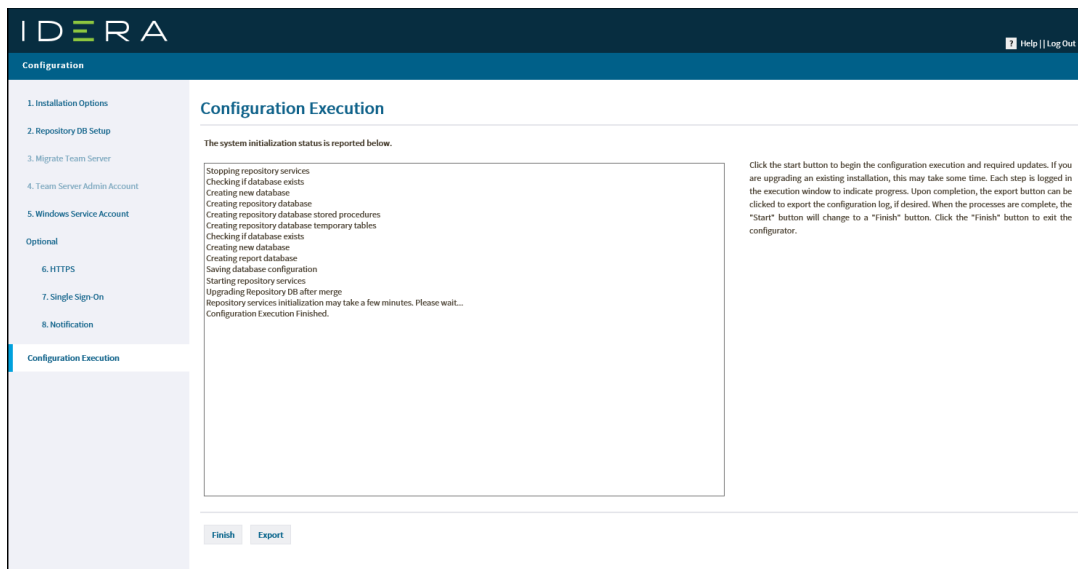 IDERA
? Help || Log Out
Configuration
1. Installation Options
2. Repository DB Setup
3. Migrate Team Server
4. Team Server Admin Account
5. Windows Service Account
Optional
6. HTTPS
7. Single Sign-On
8. Notification
Configuration Execution
Configuration Execution
The system initialization status is reported below.
Stopping repository services
Checking if database exists
Creating new database
Creating repository database
Creating repository database stored procedures
Creating repository database temporary tables
Checking if database exists
Creating new database
Creating report database
Saving database configuration
Starting repository services
Upgrading Repository DB after merge
Repository services initialization may take a few minutes. Please wait...
Configuration Execution Finished.
Click the start button to begin the configuration execution and required updates. If you
are upgrading an existing installation, this may take some time. Each step is logged in
the execution window to indicate progress. Upon completion, the export button can be
clicked to export the configuration log, if desired. When the processes are complete, the
"Start" button will change to a "Finish" button. Click the "Finish" button to exit the
configurator.
Finish Export